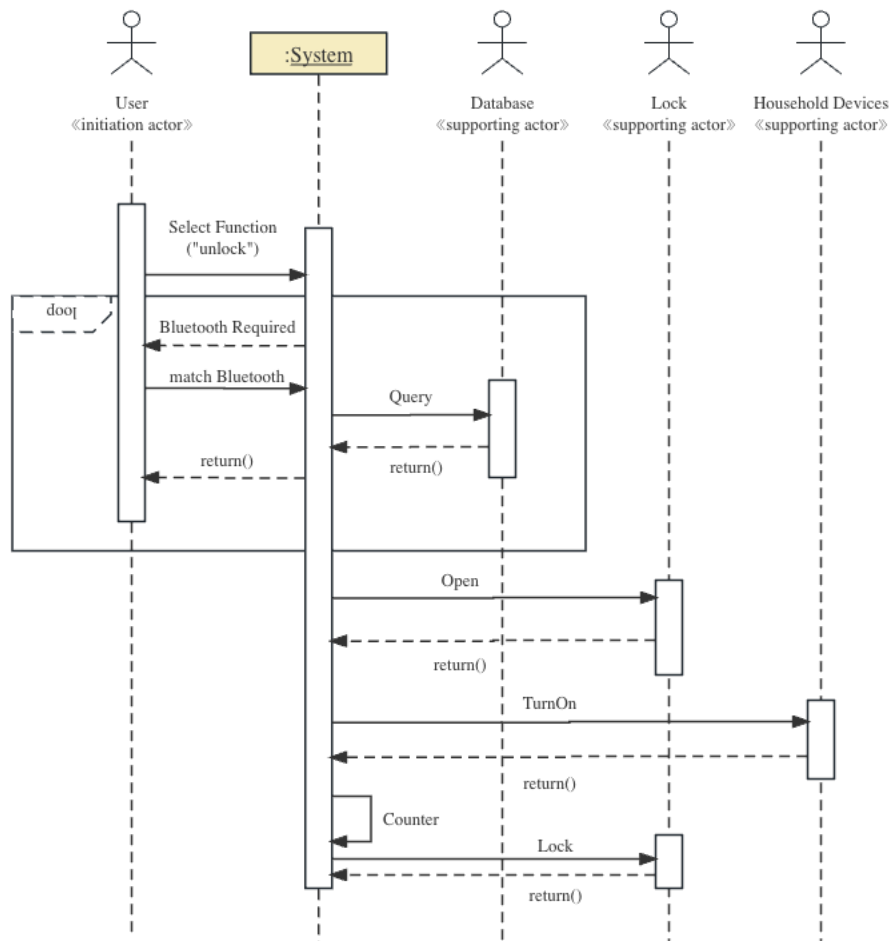 :System
User
Database
Lock
Household Devices
《initiation actor》
《supporting actor》
《supporting actor》
《supporting actor》
Select Function
("unlock")
loop
Bluetooth Required
match Bluetooth
Query
return()
return()
Open
return()
TurnOn
return()
Counter
Lock
return()